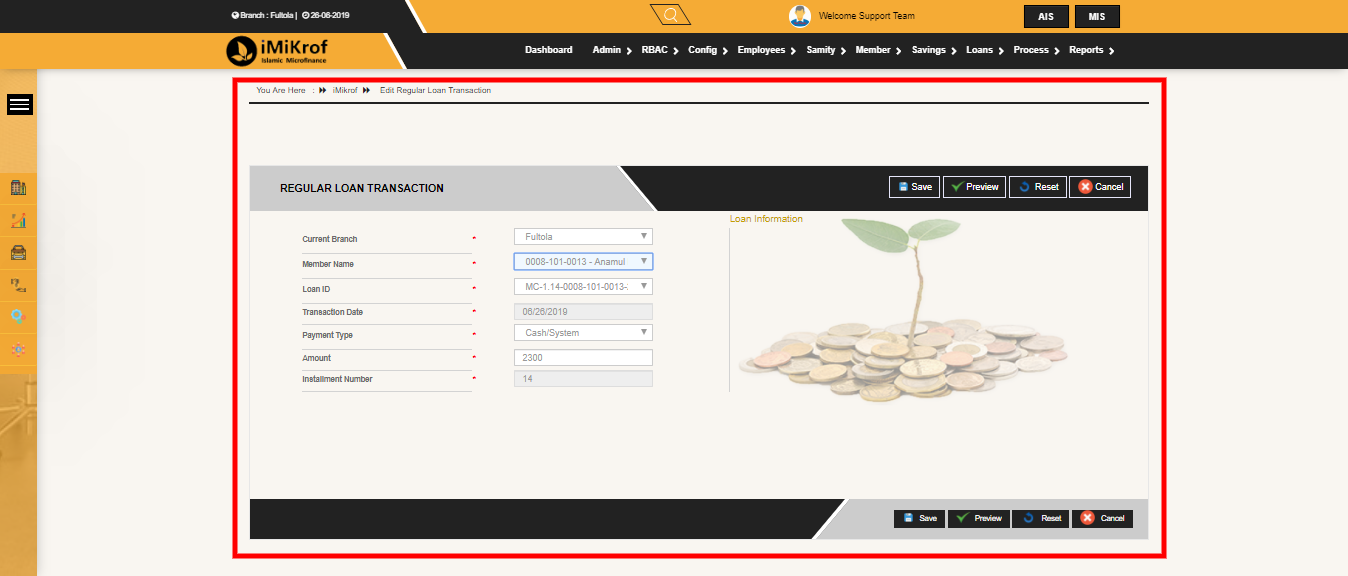 Branch : Fultola | 26-06-2019
Welcome Support Team
AIS MIS
iMiKrof
Islamic Microfinance
Dashboard Admin RBAC Config Employees Samity Member Savings Loans Process Reports
You Are Here : iMikrof Edit Regular Loan Transaction
REGULAR LOAN TRANSACTION
Save Preview Reset Cancel
Loan Information
Current Branch * Fultola
Member Name * 0008-101-0013 - Anamul
Loan ID * MC-1.14-0008-101-0013-
Transaction Date * 06/26/2019
Payment Type * Cash/System
Amount * 2300
Installment Number * 14
Save Preview Reset Cancel